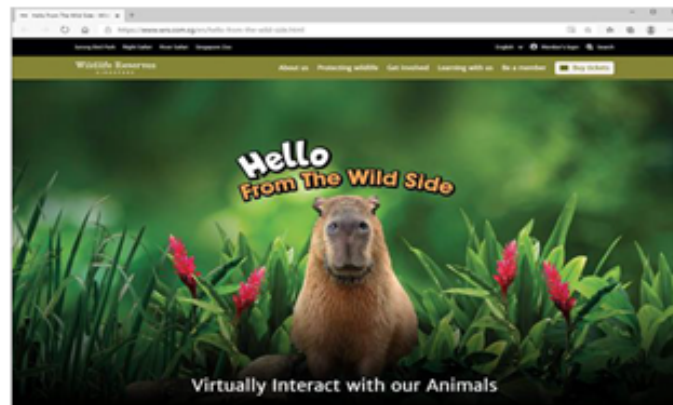 Hello From The Wild Side - Wild
https://www.wrs.com.sg/en/hello-from-the-wild-side.html
Jurong Bird Park Night Safari River Safari Singapore Zoo English Member's login Search
Wildlife Reserves
SINGAPORE
About us Protecting wildlife Get involved Learning with us Be a member Buy tickets
Hello
From The Wild Side
Virtually Interact with our Animals